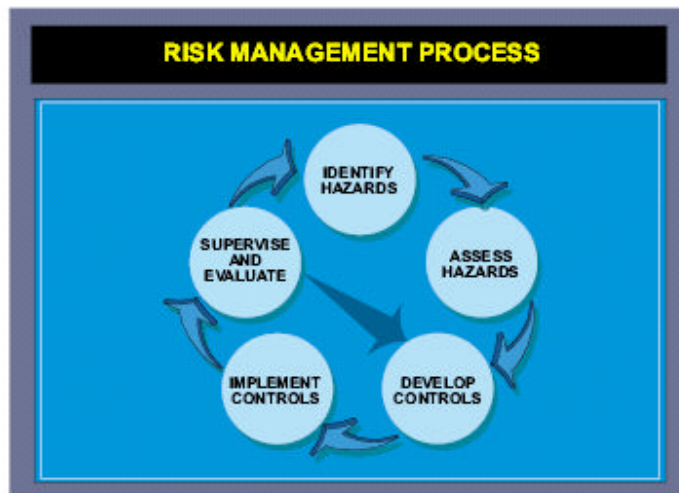 RISK MANAGEMENT PROCESS
IDENTIFY
HAZARDS
ASSESS
HAZARDS
DEVELOP
CONTROLS
IMPLEMENT
CONTROLS
SUPERVISE
AND
EVALUATE